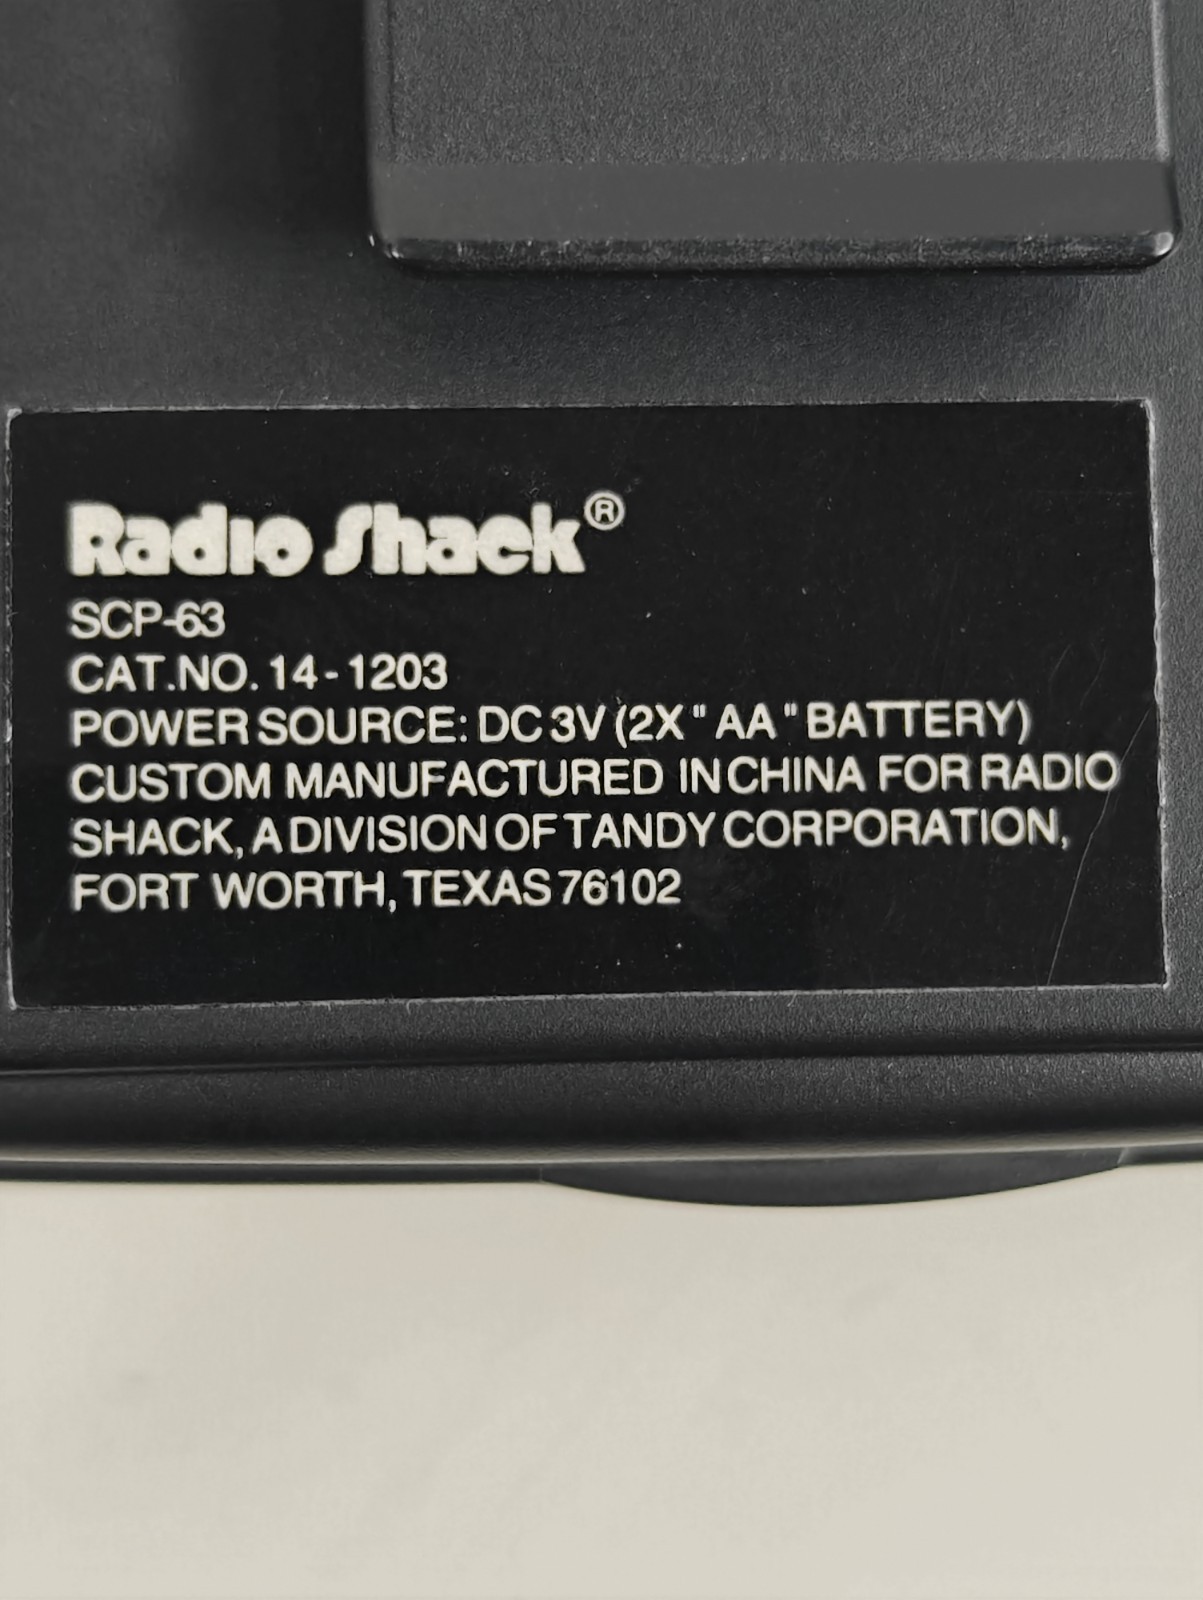 Radio Shack®
SCP-63
CAT.NO. 14-1203
POWER SOURCE: DC 3V (2X "AA" BATTERY)
CUSTOM MANUFACTURED IN CHINA FOR RADIO
SHACK, A DIVISION OF TANDY CORPORATION,
FORT WORTH, TEXAS 76102